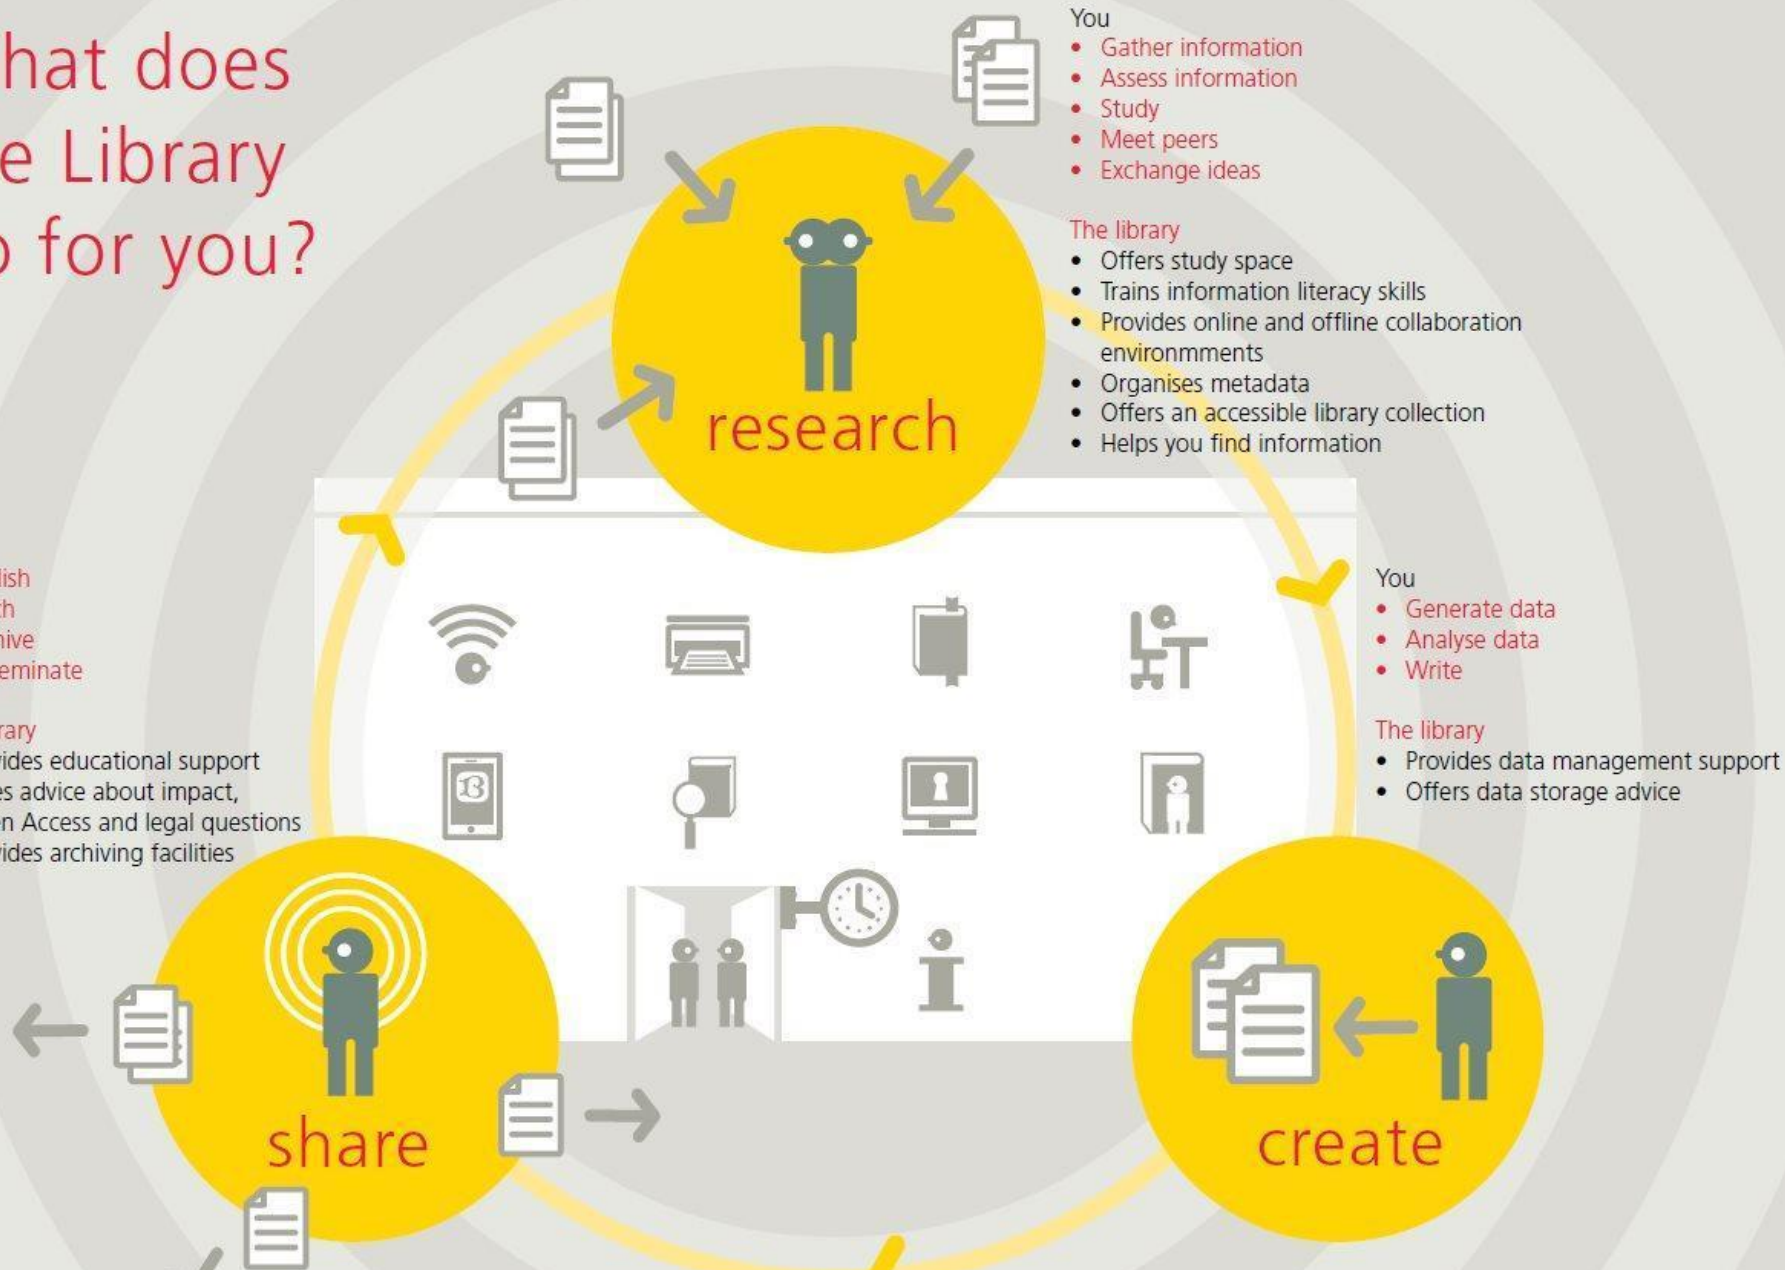 hat does
e Library
for you?
You
• Gather information
• Assess information
• Study
• Meet peers
• Exchange ideas
The library
• Offers study space
• Trains information literacy skills
• Provides online and offline collaboration
environmments
• Organises metadata
• Offers an accessible library collection
• Helps you find information
research
lish
hive
eminate
rary
ides educational support
es advice about impact,
n Access and legal questions
ides archiving facilities
You
• Generate data
• Analyse data
• Write
The library
• Provides data management support
• Offers data storage advice
share
create